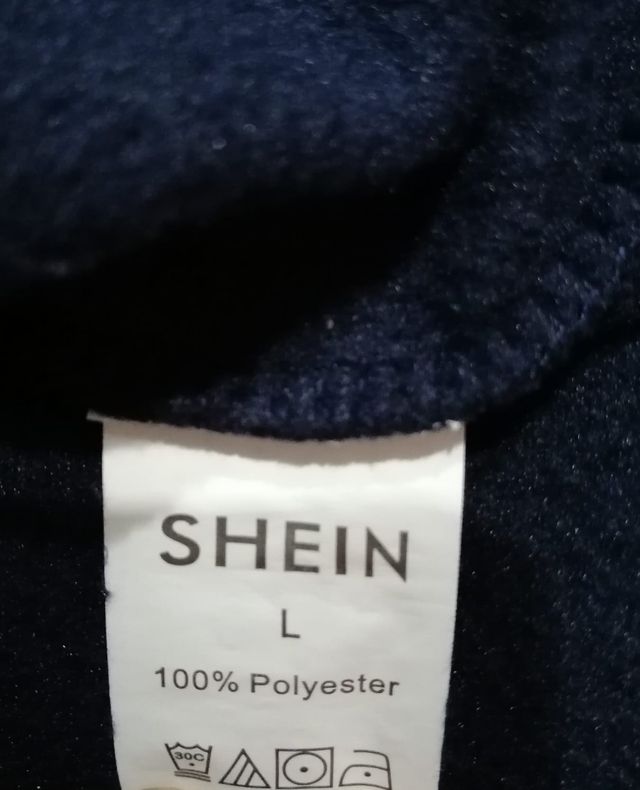 SHEIN
L
100% Polyester
30C